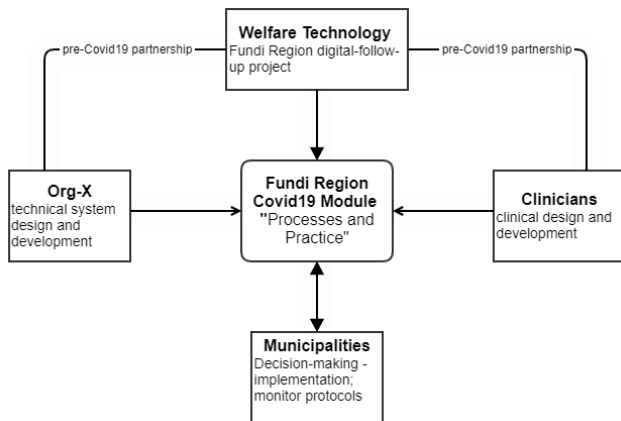 Welfare Technology
Fundi Region digital-follow-
up project
pre-Covid19 partnership
pre-Covid19 partnership
Org-X
technical system
design and
development
Fundi Region
Covid19 Module
"Processes and
Practice"
Clinicians
clinical design and
development
Municipalities
Decision-making -
implementation;
monitor protocols